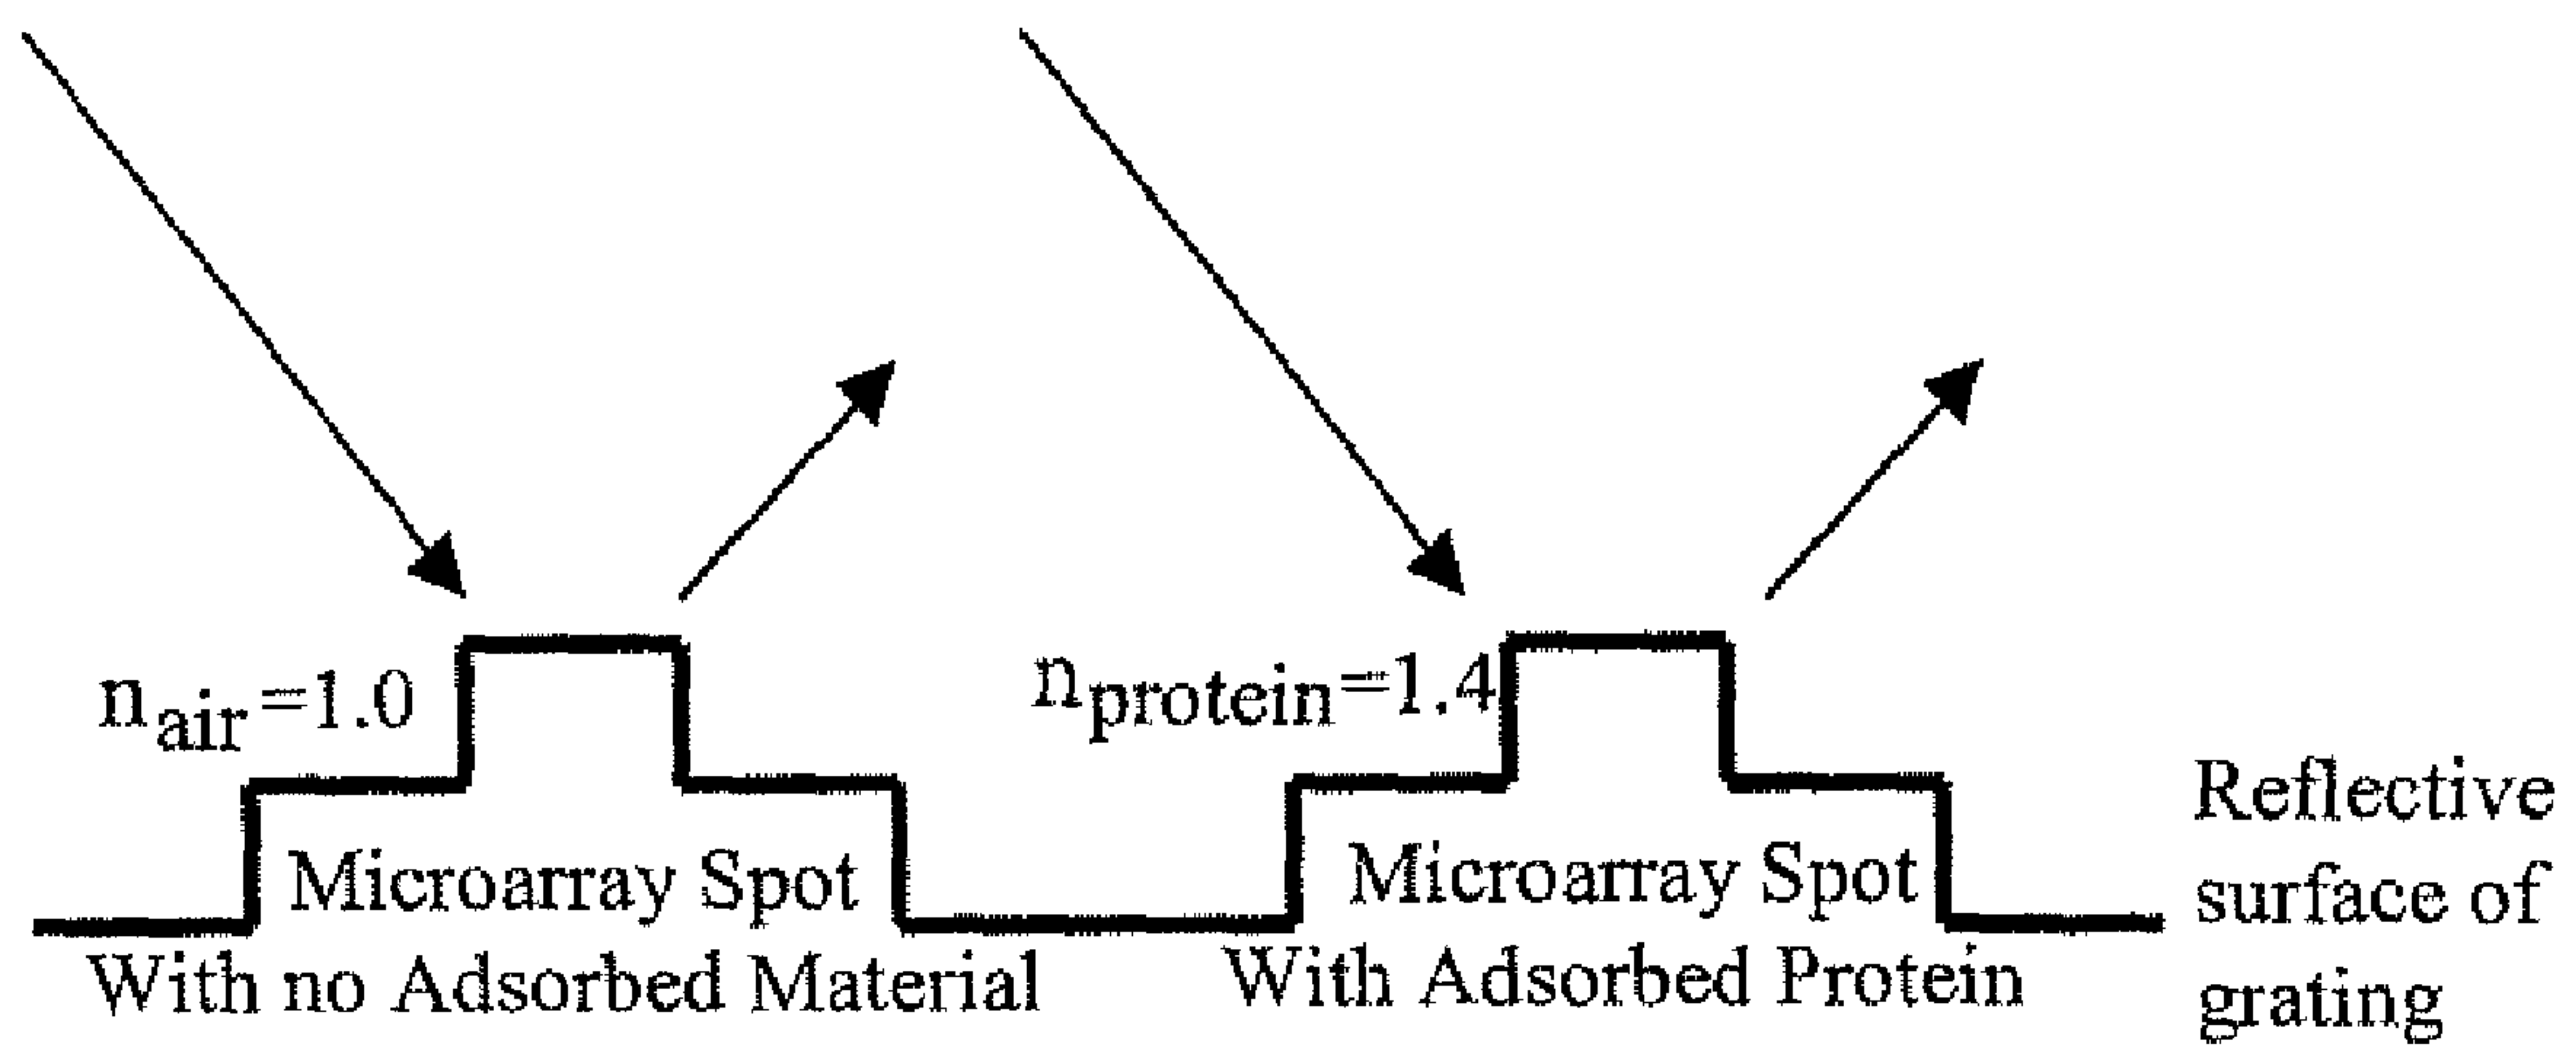 n_air=1.0
n_protein=1.4
Microarray Spot
With no Adsorbed Material
Microarray Spot
With Adsorbed Protein
Reflective
surface of
grating